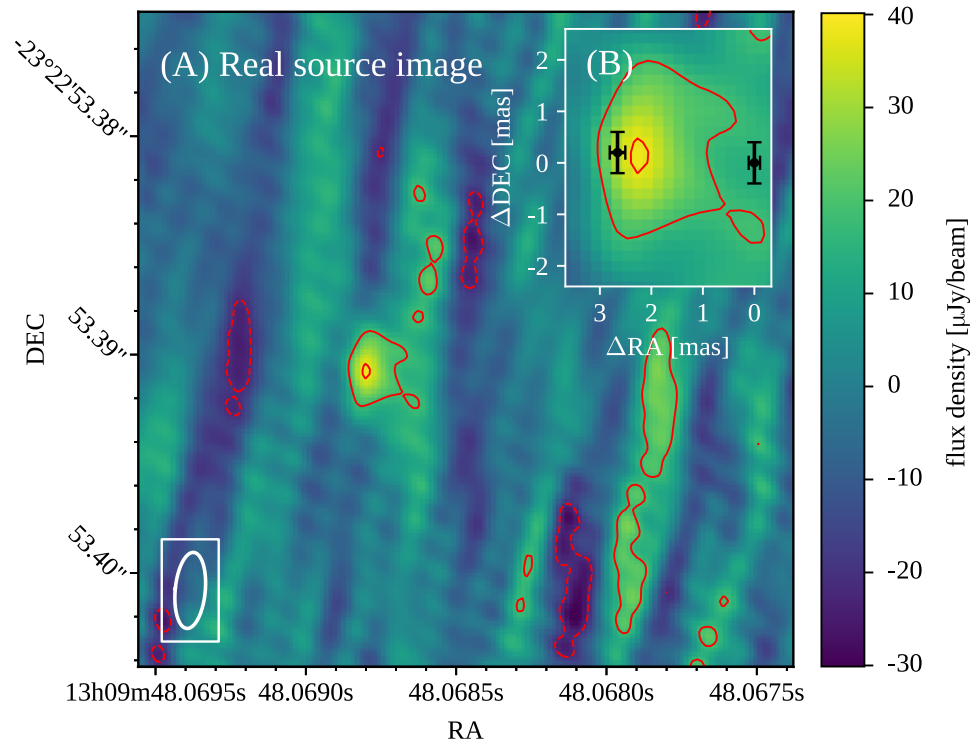 (A) Real source image
(B)
2
1
0
-1
-2
ΔDEC [mas]
3
2
1
0
ΔRA [mas]
-23°22'53.38"
53.39"
53.40"
DEC
13h09m48.0695s
48.0690s
48.0685s
48.0680s
48.0675s
RA
40
30
20
10
0
-10
-20
-30
flux density [μJy/beam]